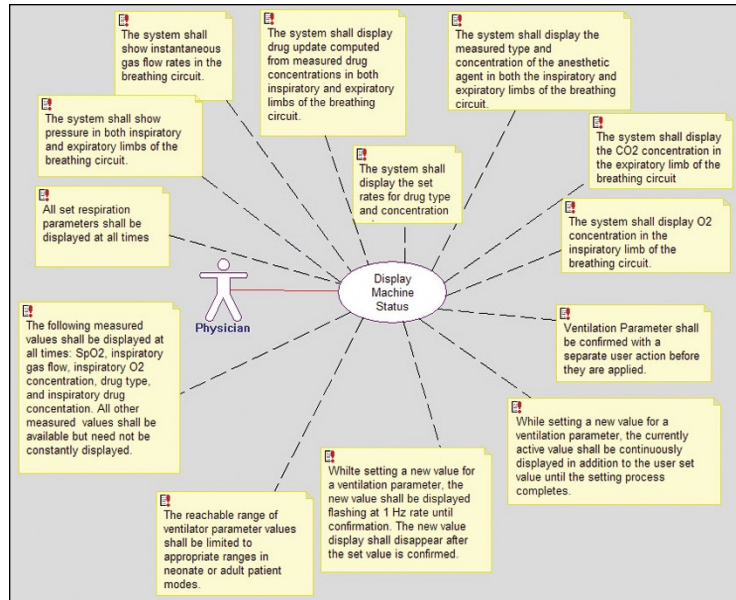 The system shall
show instantaneous
gas flow rates in the
breathing circuit.
The system shall display
drug update computed
from measured drug
concentrations in both
inspiratory and expiratory
limbs of the breathing
circuit.
The system shall display the
measured type and
concentration of the anesthetic
agent in both the inspiratory and
expiratory limbs of the breathing
circuit.
The system shall show
pressure in both inspiratory
and expiratory limbs of the
breathing circuit.
The system shall
display the set
rates for drug type
and concentration
The system shall display
the CO2 concentration in
the expiratory limb of the
breathing circuit
All set respiration
parameters shall be
displayed at all times
The system shall display O2
concentration in the
inspiratory limb of the
breathing circuit.
Display
Machine
Status
Physician
The following measured
values shall be displayed at
all times: SpO2, inspiratory
gas flow, inspiratory O2
concentration, drug type,
and inspiratory drug
concentation. All other
measured values shall be
available but need not be
constantly displayed.
Ventilation Parameter shall
be confirmed with a
separate user action before
they are applied.
While setting a new value for a
ventilation parameter, the currently
active value shall be continuously
displayed in addition to the user set
value until the setting process
completes.
Whilte setting a new value for
a ventilation parameter, the
new value shall be displayed
flashing at 1 Hz rate until
confirmation. The new value
display shall disappear after
the set value is confirmed.
The reachable range of
ventilator parameter values
shall be limited to
appropriate ranges in
neonate or adult patient
modes.